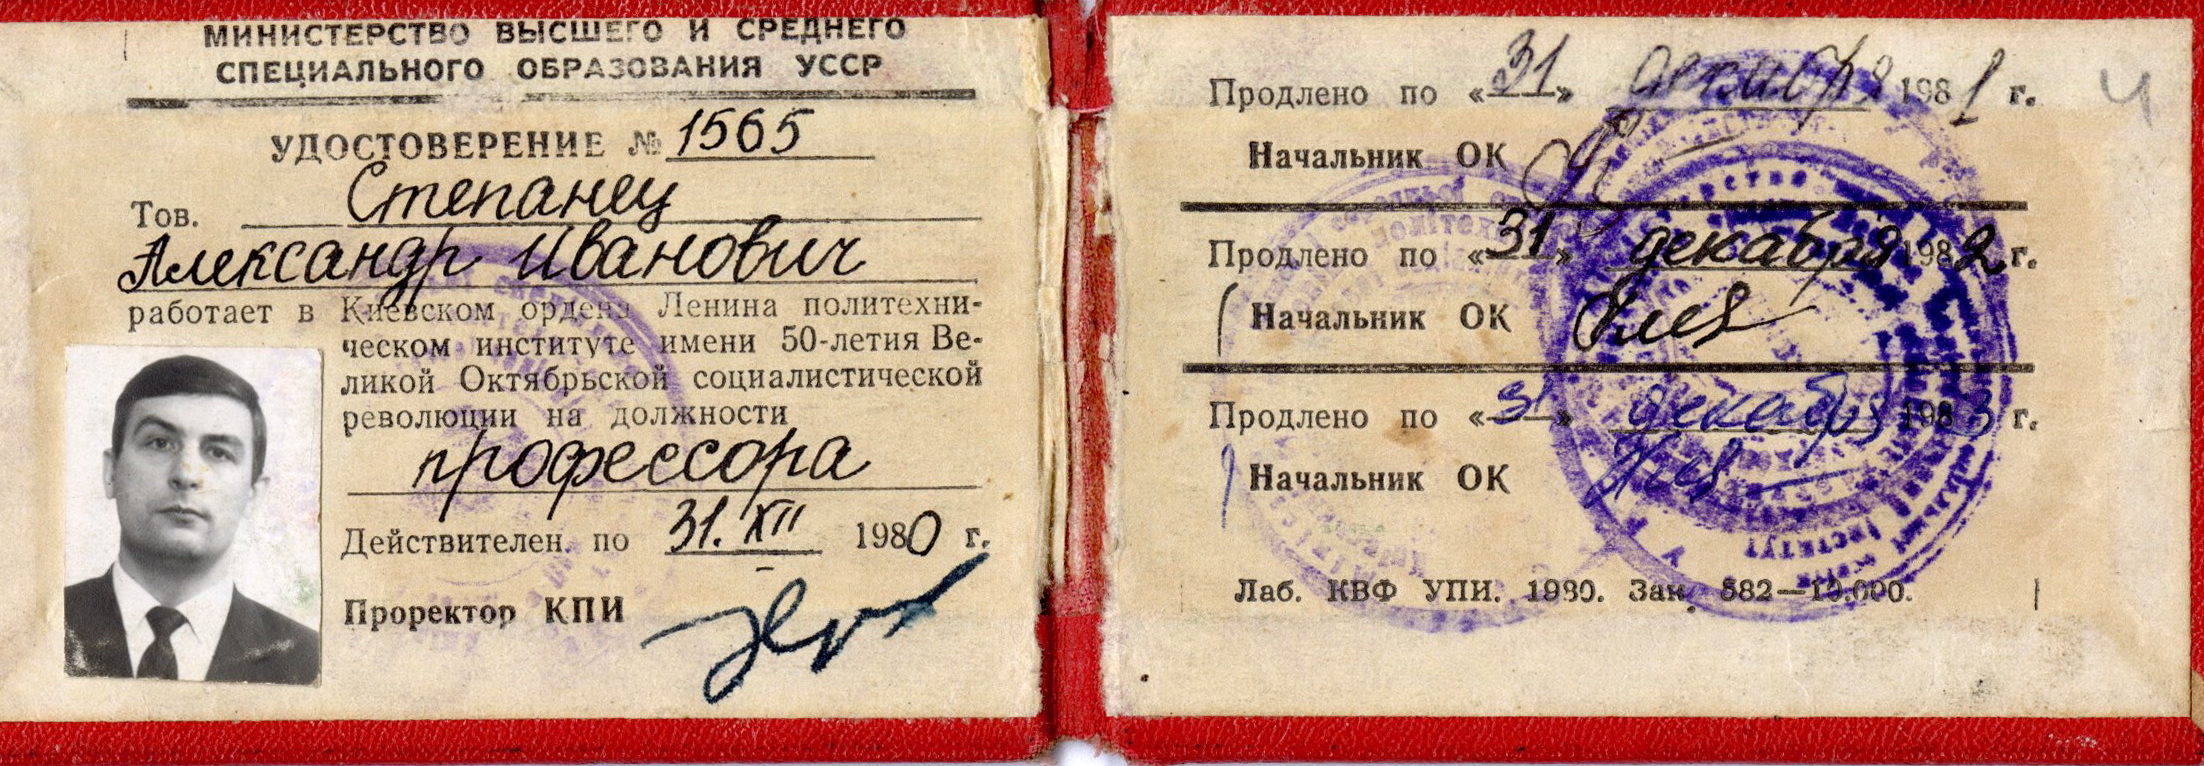 МИНИСТЕРСТВО ВЫСШЕГО И СРЕДНЕГО
СПЕЦИАЛЬНОГО ОБРАЗОВАНИЯ УССР
УДОСТОВЕРЕНИЕ № 1565
Тов. Степанец
Александр Иванович
работает в Киевском ордена Ленина политехни-
ческом институте имени 50-летия Ве-
ликой Октябрьской социалистической
революции на должности
профессора
Действителен по 31. XII 1980 г.
Проректор КПИ
Продлено по «31» декабря 1981 г.
Начальник ОК
Продлено по «31» декабря 1982 г.
Начальник ОК
Продлено по «31» декабря 1983 г.
Начальник ОК
Лаб. КВФ УПИ. 1980. Зак. 582—10.000.